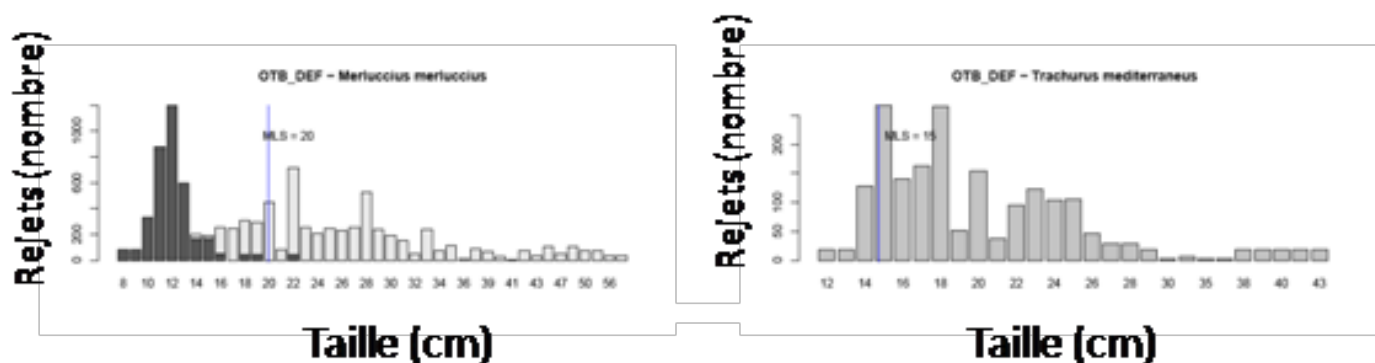 Rejets (nombre)
OTB_DEF – Merluccius merluccius
MLS = 20
1000
600
200
0
8 10 12 14 16 18 20 22 24 26 28 30 32 34 36 39 41 43 47 50 56
Taille (cm)
Rejets (nombre)
OTB_DEF – Trachurus mediterraneus
MLS = 15
200
100
50
0
12 14 16 18 20 22 24 26 28 30 35 38 40 43
Taille (cm)